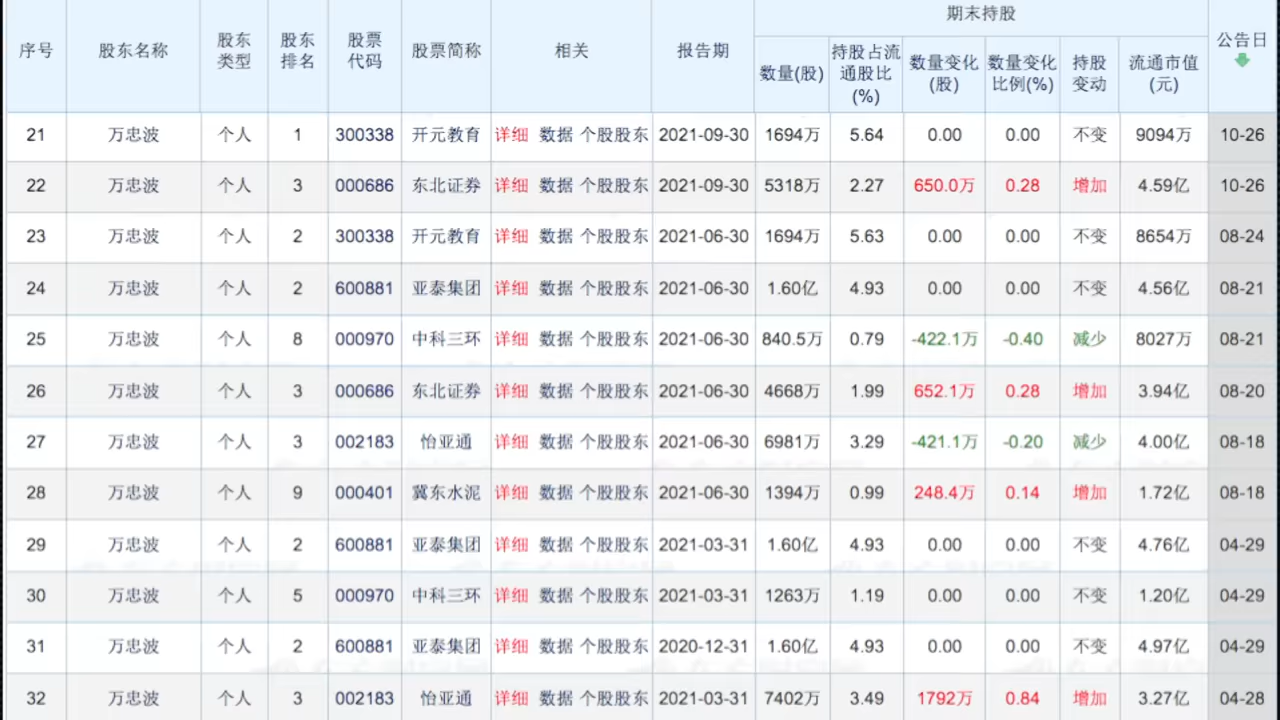 序号 股东名称 股东类型 股东排名 股票代码 股票简称 相关 报告期 期末持股 公告日
数量(股) 持股占流通股比(%) 数量变化(股) 数量变化比例(%) 持股变动 流通市值(元)
21 万忠波 个人 1 300338 开元教育 详细 数据 个股股东 2021-09-30 1694万 5.64 0.00 0.00 不变 9094万 10-26
22 万忠波 个人 3 000686 东北证券 详细 数据 个股股东 2021-09-30 5318万 2.27 650.0万 0.28 增加 4.59亿 10-26
23 万忠波 个人 2 300338 开元教育 详细 数据 个股股东 2021-06-30 1694万 5.63 0.00 0.00 不变 8654万 08-24
24 万忠波 个人 2 600881 亚泰集团 详细 数据 个股股东 2021-06-30 1.60亿 4.93 0.00 0.00 不变 4.56亿 08-21
25 万忠波 个人 8 000970 中科三环 详细 数据 个股股东 2021-06-30 840.5万 0.79 -422.1万 -0.40 减少 8027万 08-21
26 万忠波 个人 3 000686 东北证券 详细 数据 个股股东 2021-06-30 4668万 1.99 652.1万 0.28 增加 3.94亿 08-20
27 万忠波 个人 3 002183 怡亚通 详细 数据 个股股东 2021-06-30 6981万 3.29 -421.1万 -0.20 减少 4.00亿 08-18
28 万忠波 个人 9 000401 冀东水泥 详细 数据 个股股东 2021-06-30 1394万 0.99 248.4万 0.14 增加 1.72亿 08-18
29 万忠波 个人 2 600881 亚泰集团 详细 数据 个股股东 2021-03-31 1.60亿 4.93 0.00 0.00 不变 4.76亿 04-29
30 万忠波 个人 5 000970 中科三环 详细 数据 个股股东 2021-03-31 1263万 1.19 0.00 0.00 不变 1.20亿 04-29
31 万忠波 个人 2 600881 亚泰集团 详细 数据 个股股东 2020-12-31 1.60亿 4.93 0.00 0.00 不变 4.97亿 04-29
32 万忠波 个人 3 002183 怡亚通 详细 数据 个股股东 2021-03-31 7402万 3.49 1792万 0.84 增加 3.27亿 04-28